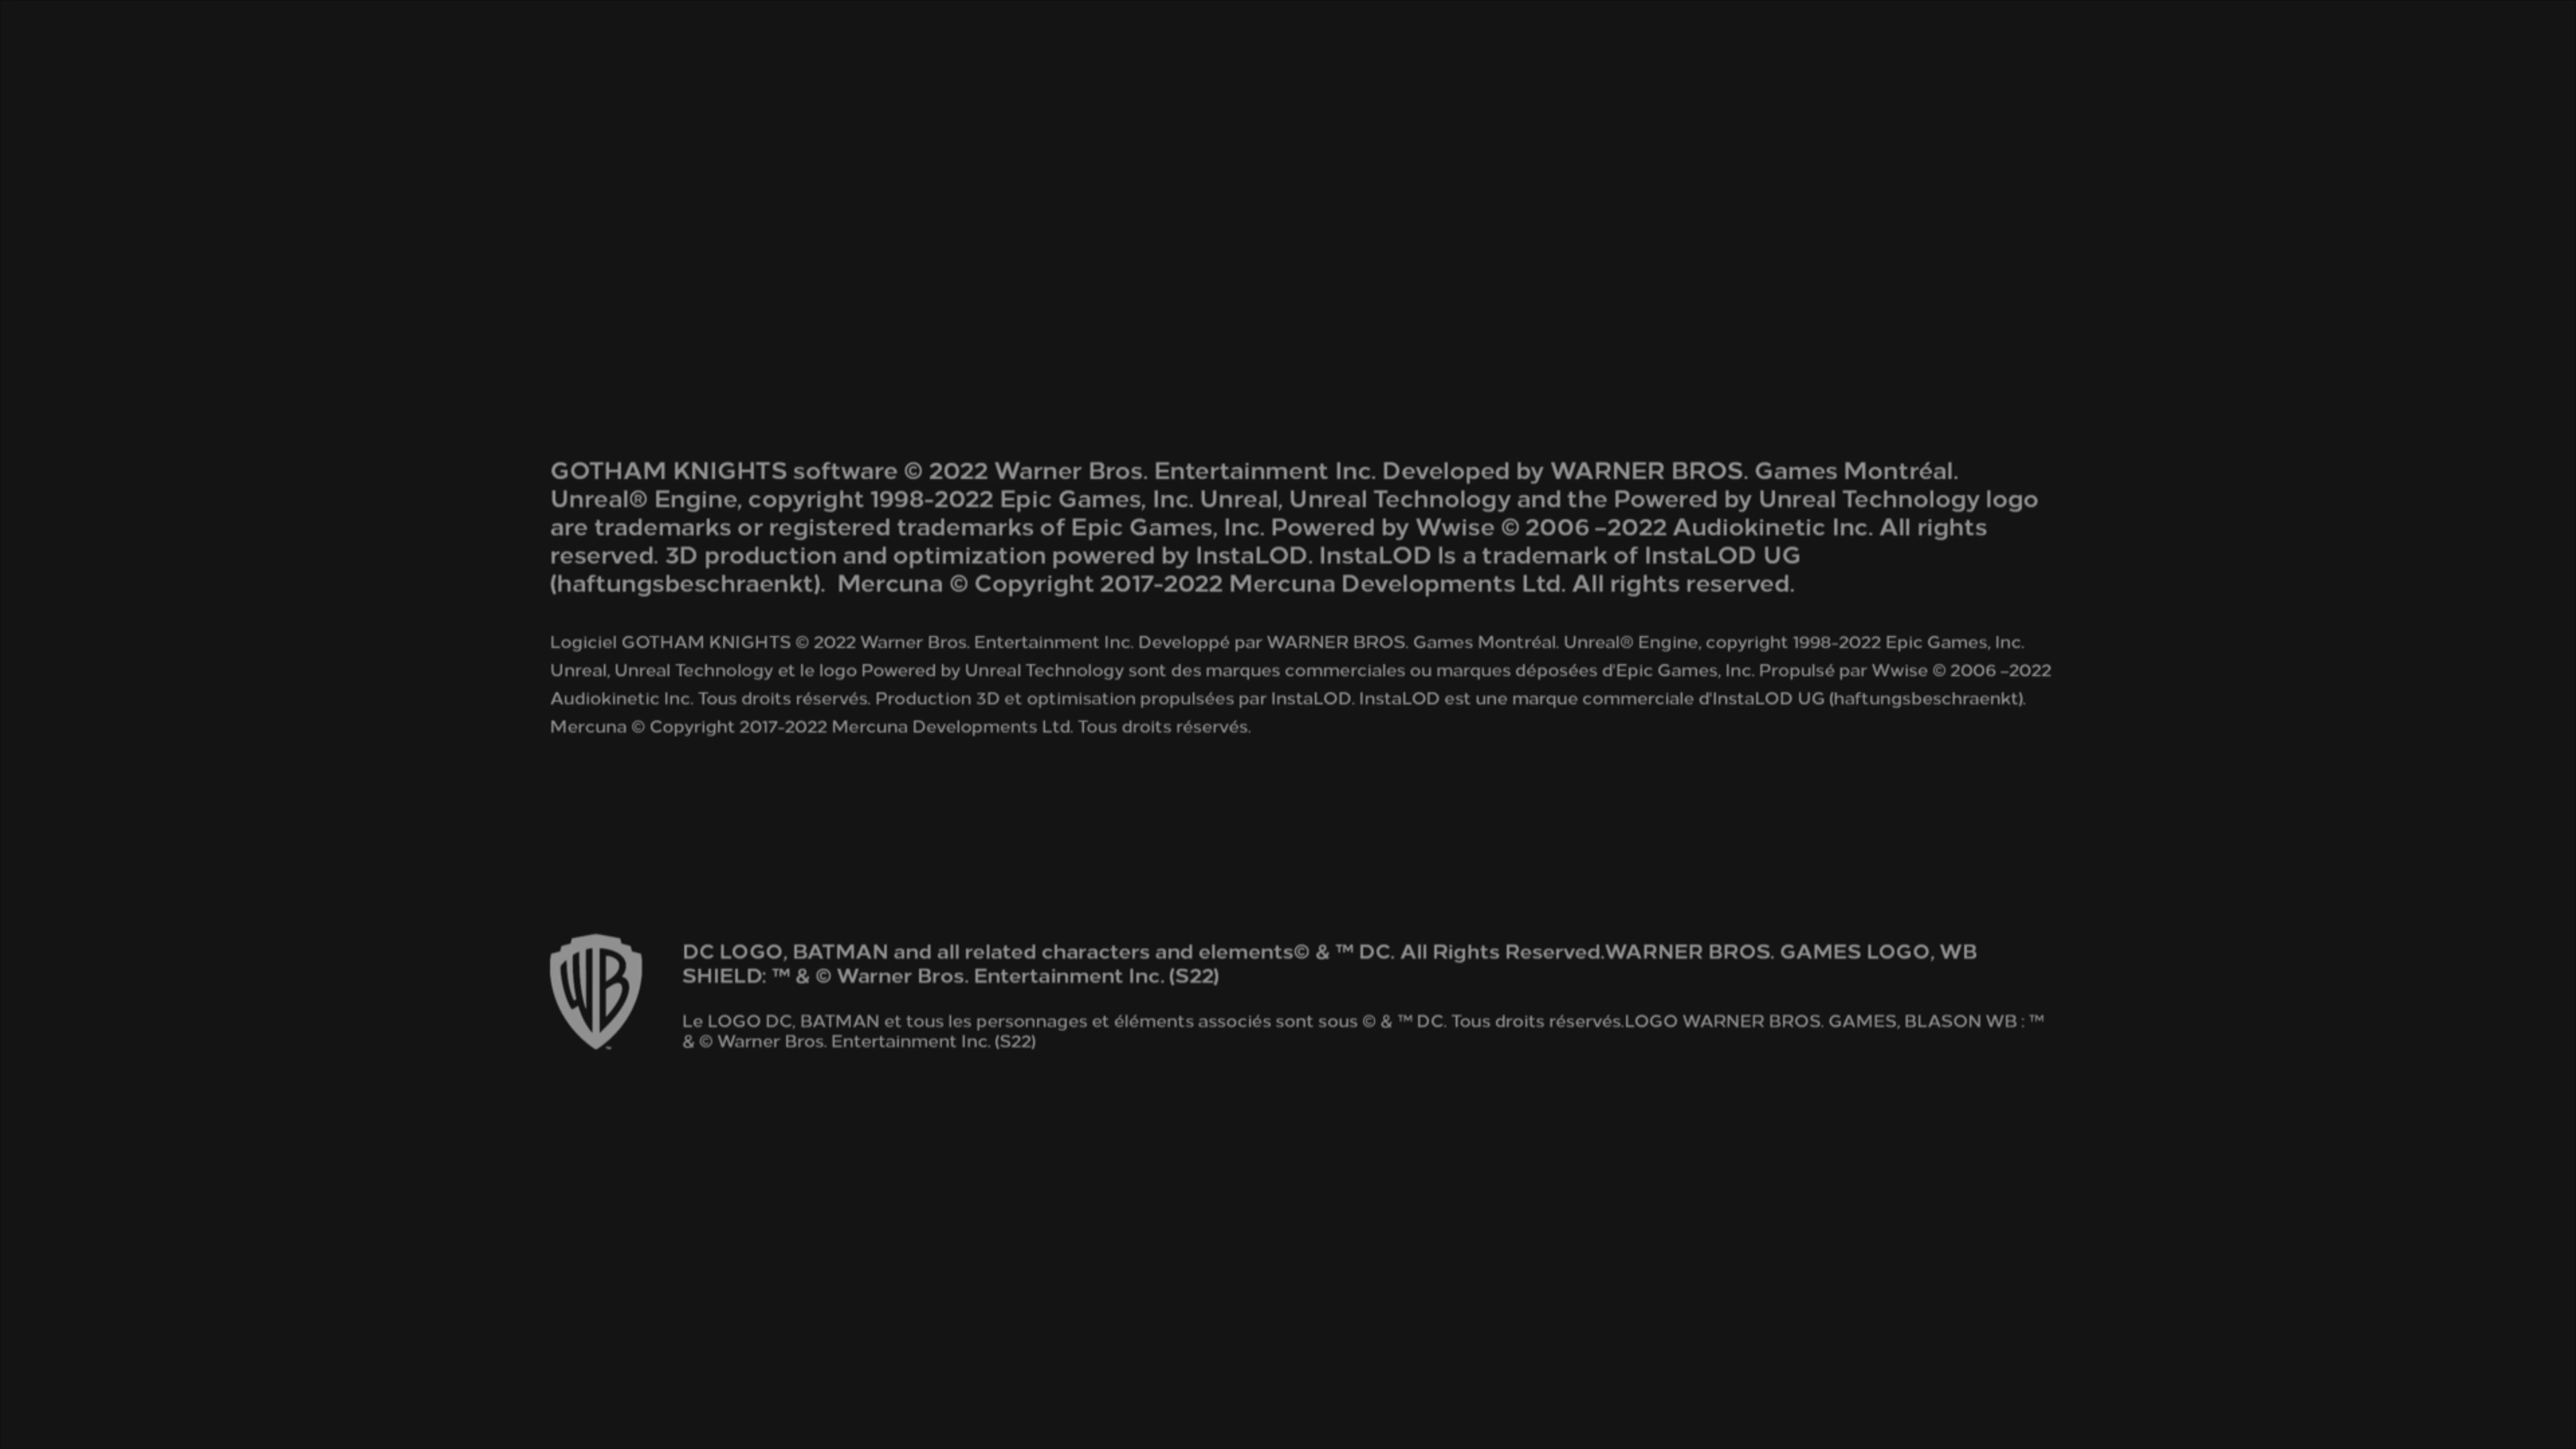 GOTHAM KNIGHTS software © 2022 Warner Bros. Entertainment Inc. Developed by WARNER BROS. Games Montréal.
Unreal® Engine, copyright 1998-2022 Epic Games, Inc. Unreal, Unreal Technology and the Powered by Unreal Technology logo
are trademarks or registered trademarks of Epic Games, Inc. Powered by Wwise © 2006 –2022 Audiokinetic Inc. All rights
reserved. 3D production and optimization powered by InstaLOD. InstaLOD Is a trademark of InstaLOD UG
(haftungsbeschraenkt).  Mercuna © Copyright 2017-2022 Mercuna Developments Ltd. All rights reserved.
Logiciel GOTHAM KNIGHTS © 2022 Warner Bros. Entertainment Inc. Developpé par WARNER BROS. Games Montréal. Unreal® Engine, copyright 1998-2022 Epic Games, Inc.
Unreal, Unreal Technology et le logo Powered by Unreal Technology sont des marques commerciales ou marques déposées d'Epic Games, Inc. Propulsé par Wwise © 2006 –2022
Audiokinetic Inc. Tous droits réservés. Production 3D et optimisation propulsées par InstaLOD. InstaLOD est une marque commerciale d'InstaLOD UG (haftungsbeschraenkt).
Mercuna © Copyright 2017-2022 Mercuna Developments Ltd. Tous droits réservés.
WB
™
DC LOGO, BATMAN and all related characters and elements© & ™ DC. All Rights Reserved.WARNER BROS. GAMES LOGO, WB
SHIELD: ™ & © Warner Bros. Entertainment Inc. (S22)
Le LOGO DC, BATMAN et tous les personnages et éléments associés sont sous © & ™ DC. Tous droits réservés.LOGO WARNER BROS. GAMES, BLASON WB : ™
& © Warner Bros. Entertainment Inc. (S22)